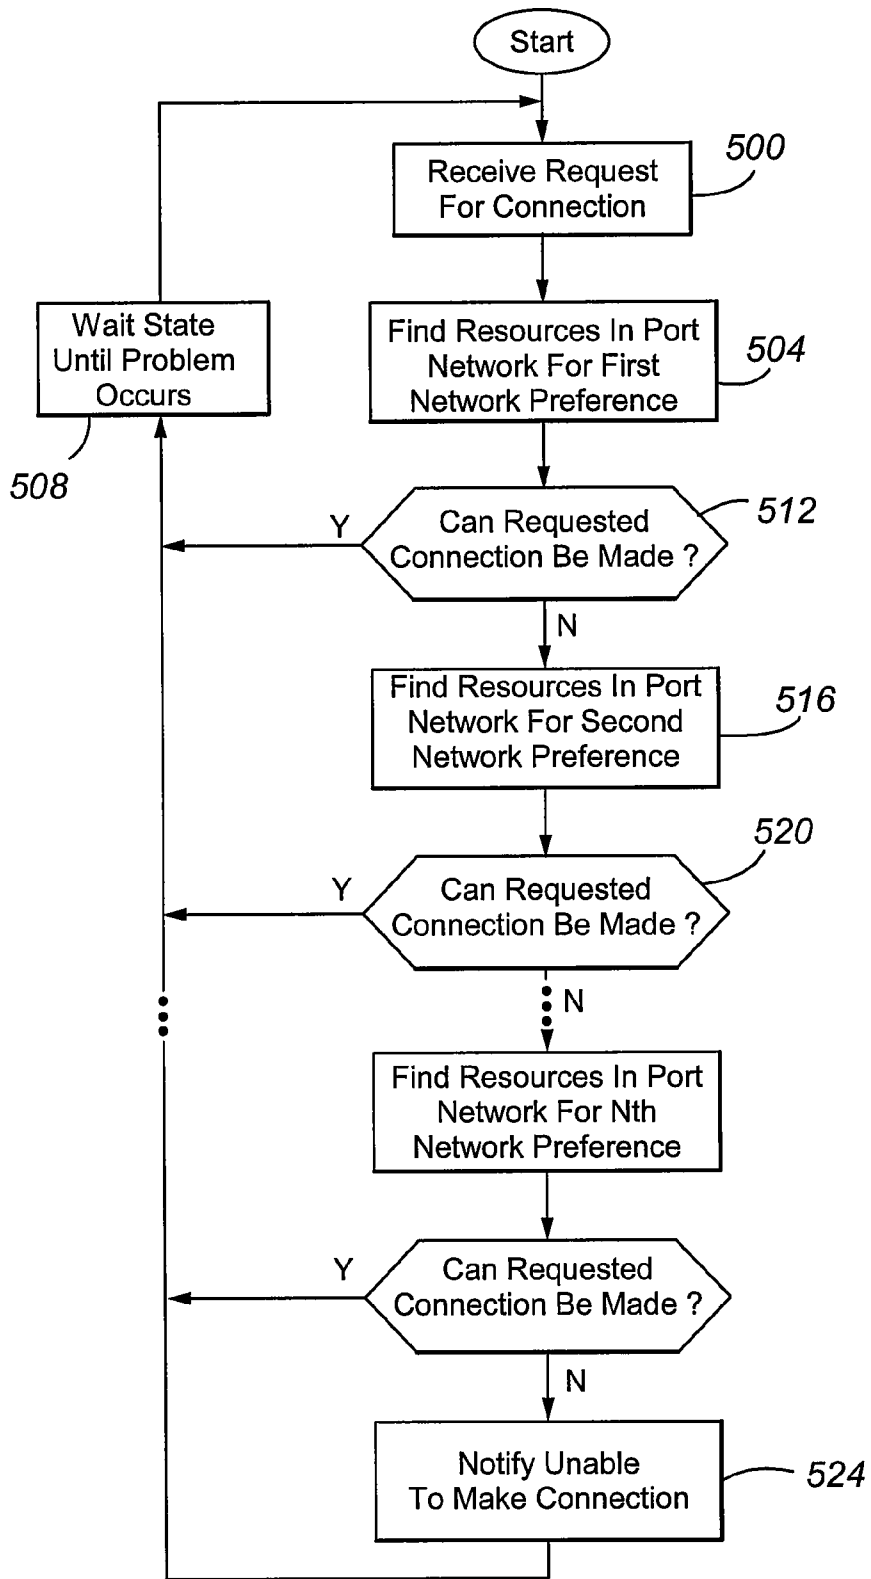 Start
Receive Request
For Connection
500
Find Resources In Port
Network For First
Network Preference
504
Wait State
Until Problem
Occurs
508
Can Requested
Connection Be Made ?
512
Y
N
Find Resources In Port
Network For Second
Network Preference
516
Can Requested
Connection Be Made ?
520
Y
N
Find Resources In Port
Network For Nth
Network Preference
Can Requested
Connection Be Made ?
Y
N
Notify Unable
To Make Connection
524